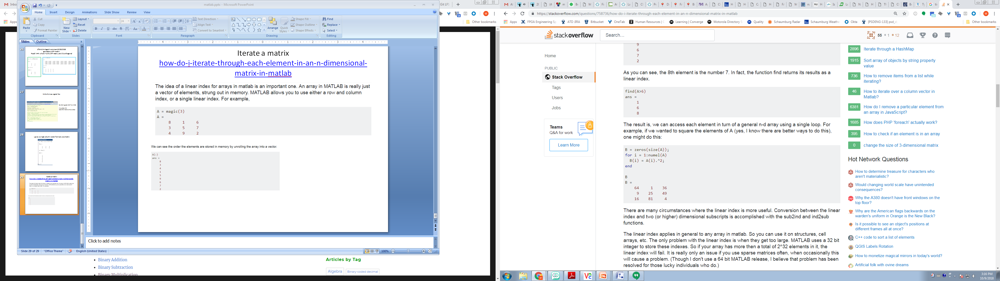 matlab.pptx - Microsoft PowerPoint
Home Insert Design Animations Slide Show Review View
Paste
Cut
Copy
Format Painter
Clipboard
New Slide
Layout
Reset
Delete
Slides
24
Font
Text Direction
Align Text
Convert to SmartArt
Paragraph
Arrange
Quick Styles
Shape Fill
Shape Outline
Shape Effects
Drawing
Find
Replace
Select
Editing
Slides Outline
26
27
Write Out as signed hex
28
29
Iterate a matrix
how-do-i-iterate-through-each-element-in-an-n-dimensional-
matrix-in-matlab
The idea of a linear index for arrays in matlab is an important one. An array in MATLAB is really just
a vector of elements, strung out in memory. MATLAB allows you to use either a row and column
index, or a single linear index. For example,
A = magic(3)
A =
8 1 6
3 5 7
4 9 2
We can see the order the elements are stored in memory by unrolling the array into a vector.
A(:)
ans =
8
3
4
1
5
9
6
7
2
Click to add notes
Slide 29 of 29 "Office Theme" English (United States) 100%
Binary Addition
Binary Subtraction
Binary Multiplication
Articles by Tag
Algebra Binary-coded decimal
Git LFS
Other bookmarks
https://stackoverflow.com/questions/758736/how-do-i-iterate-through-each-element-in-an-n-dimensional-matrix-in-matlab
Apps FPGA Engineering Sp ATD JIRA Bitbucket OneTab Human Resources | C Learning | Converge Motorola Directory S Quality Schaumburg Radar Schaumburg Weathe Okta [PSDENG-133] psd_d Other bookmarks
stackoverflow
Search...
55 1 12
Home
PUBLIC
Stack Overflow
Tags
Users
Jobs
Teams
Q&A for work
Learn More
9
6
7
2
As you can see, the 8th element is the number 7. In fact, the function find returns its results as a
linear index.
find(A>6)
ans =
1
6
8
The result is, we can access each element in turn of a general n-d array using a single loop. For
example, if we wanted to square the elements of A (yes, I know there are better ways to do this),
one might do this:
B = zeros(size(A));
for i = 1:numel(A)
B(i) = A(i).^2;
end
B
B =
64 1 36
9 25 49
16 81 4
There are many circumstances where the linear index is more useful. Conversion between the linear
index and two (or higher) dimensional subscripts is accomplished with the sub2ind and ind2sub
functions.
The linear index applies in general to any array in matlab. So you can use it on structures, cell
arrays, etc. The only problem with the linear index is when they get too large. MATLAB uses a 32 bit
integer to store these indexes. So if your array has more then a total of 2^32 elements in it, the
linear index will fail. It is really only an issue if you use sparse matrices often, when occasionally this
will cause a problem. (Though I don't use a 64 bit MATLAB release, I believe that problem has been
resolved for those lucky individuals who do.)
2896 Iterate through a HashMap
1915 Sort array of objects by string property
value
736 How to remove items from a list while
iterating?
46 How to iterate over a column vector in
Matlab?
6381 How do I remove a particular element from
an array in JavaScript?
1685 How does PHP 'foreach' actually work?
395 How to check if an element is in an array
0 change the size of 3-dimensional matrix
Hot Network Questions
How to determine treasure for characters who
aren't materialistic?
Would changing world scale have unintended
consequences?
Why the A380 doesn't have front windows on the
top floor?
Why are the American flags backwards on the
warden's uniform in Orange is the New Black?
Is it possible to see an object's positions at
different frames all at once?
C++ code to sort a list of elements
QGIS Labels Rotation
How to monetize magical mirrors in today's world?
Artificial folk with ovine dreams
3:16 PM
10/9/2018